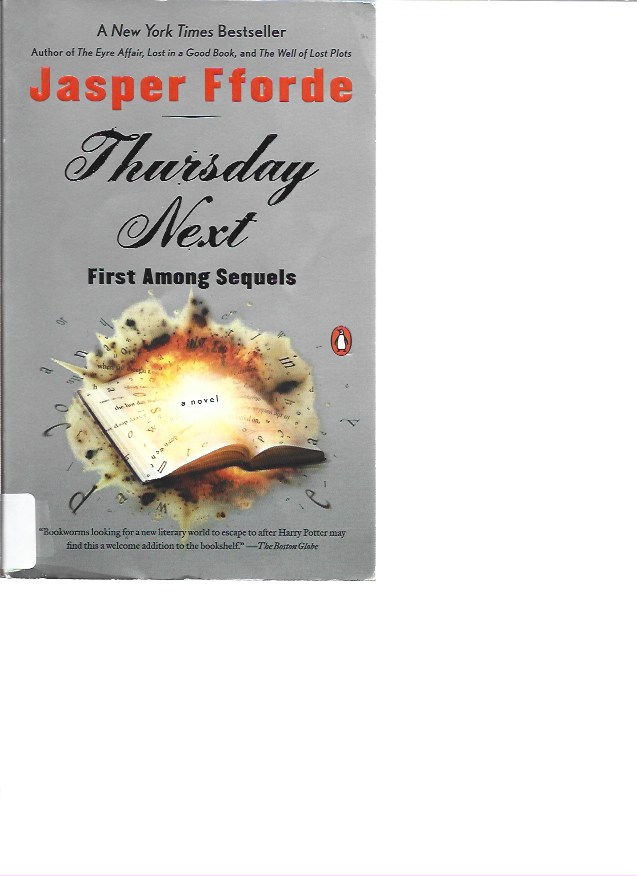 A New York Times Bestseller
Author of The Eyre Affair, Lost in a Good Book, and The Well of Lost Plots
Jasper Fforde
Thursday
Next
First Among Sequels
a novel
"Bookworms looking for a new literary world to escape to after Harry Potter may
find this a welcome addition to the bookshelf." —The Boston Globe